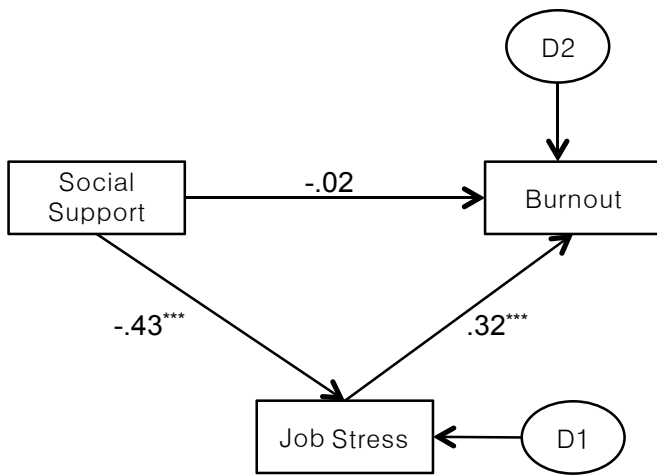 D2
Social
Support
-.02
Burnout
-.43***
.32***
Job Stress
D1